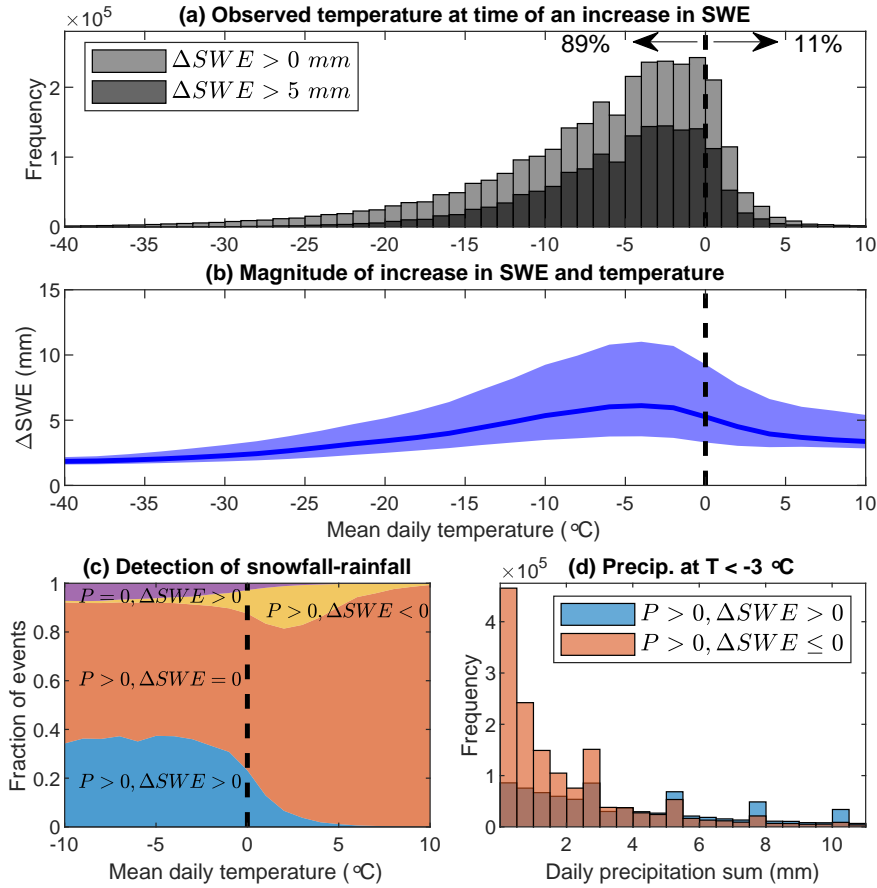 (a) Observed temperature at time of an increase in SWE
×10⁵
ΔSWE > 0 mm
ΔSWE > 5 mm
89%
11%
Frequency
2
1
0
-40 -35 -30 -25 -20 -15 -10 -5 0 5 10
(b) Magnitude of increase in SWE and temperature
ΔSWE (mm)
15
10
5
0
-40 -35 -30 -25 -20 -15 -10 -5 0 5 10
Mean daily temperature (°C)
(c) Detection of snowfall-rainfall
Fraction of events
1
0.8
0.6
0.4
0.2
0
P = 0, ΔSWE > 0
P > 0, ΔSWE < 0
P > 0, ΔSWE = 0
P > 0, ΔSWE > 0
-10 -5 0 5 10
Mean daily temperature (°C)
(d) Precip. at T < -3 °C
×10⁵
P > 0, ΔSWE > 0
P > 0, ΔSWE ≤ 0
Frequency
4
3
2
1
0
2 4 6 8 10
Daily precipitation sum (mm)